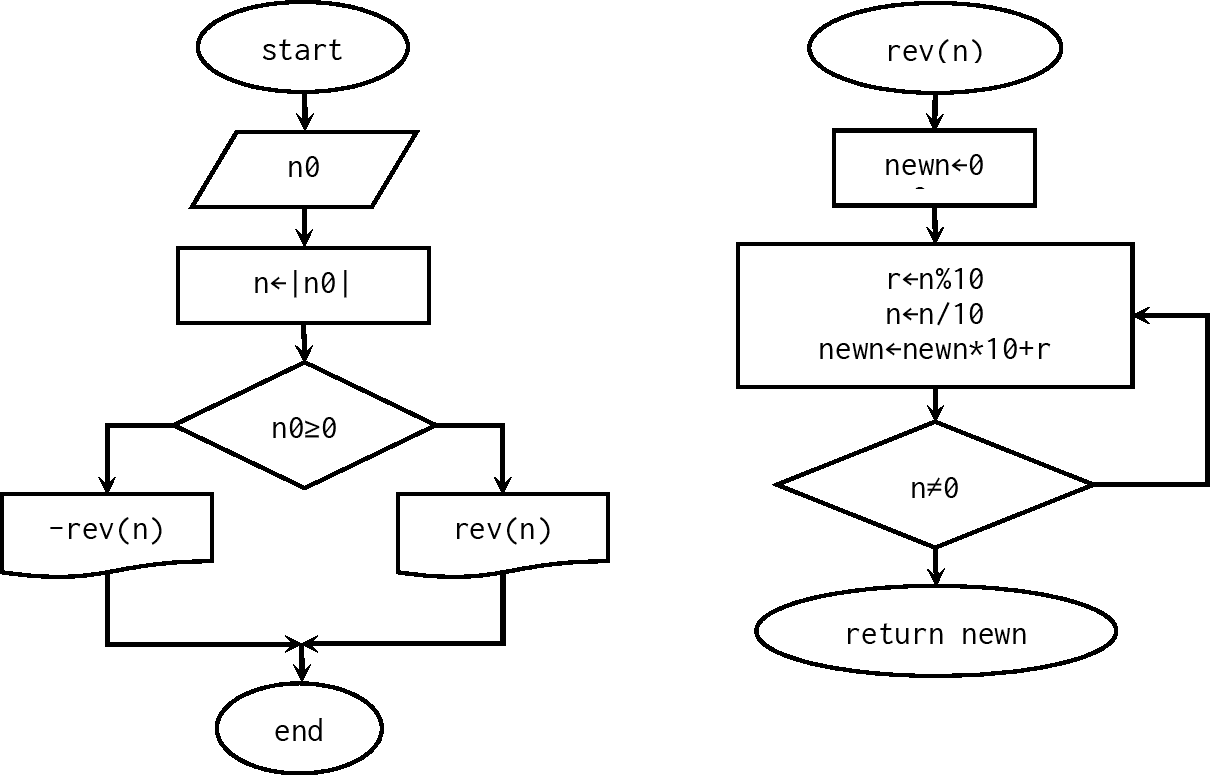 start
n0
n←|n0|
n0≥0
-rev(n)
rev(n)
end
rev(n)
newn←0
r←n%10
n←n/10
newn←newn*10+r
n≠0
return newn